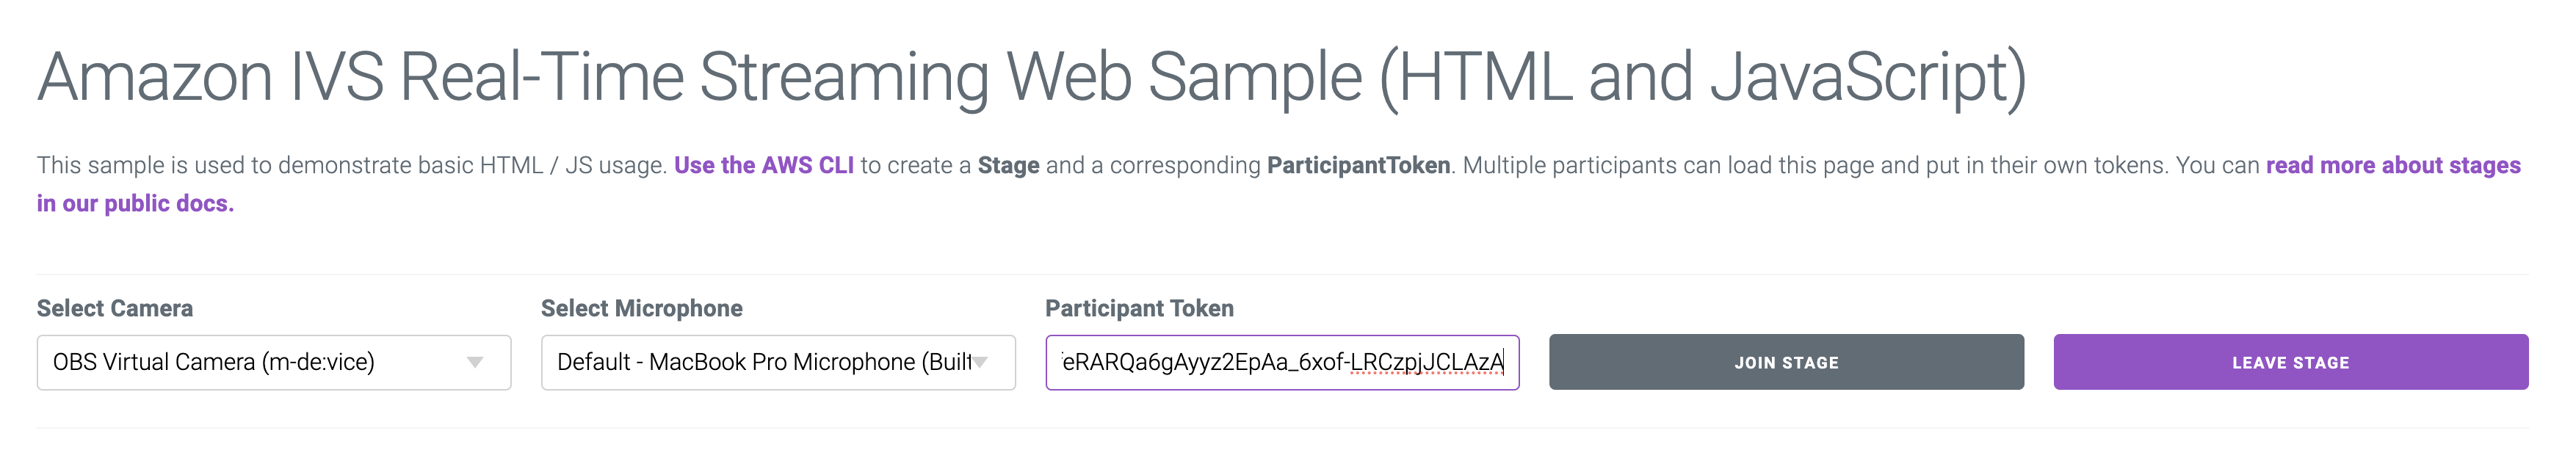 Amazon IVS Real-Time Streaming Web Sample (HTML and JavaScript)
This sample is used to demonstrate basic HTML / JS usage. Use the AWS CLI to create a Stage and a corresponding ParticipantToken. Multiple participants can load this page and put in their own tokens. You can read more about stages
in our public docs.
Select Camera
Select Microphone
Participant Token
OBS Virtual Camera (m-de:vice)
Default - MacBook Pro Microphone (Built
eRARQa6gAyyz2EpAa_6xof-LRCzpjJCLAzA
JOIN STAGE
LEAVE STAGE